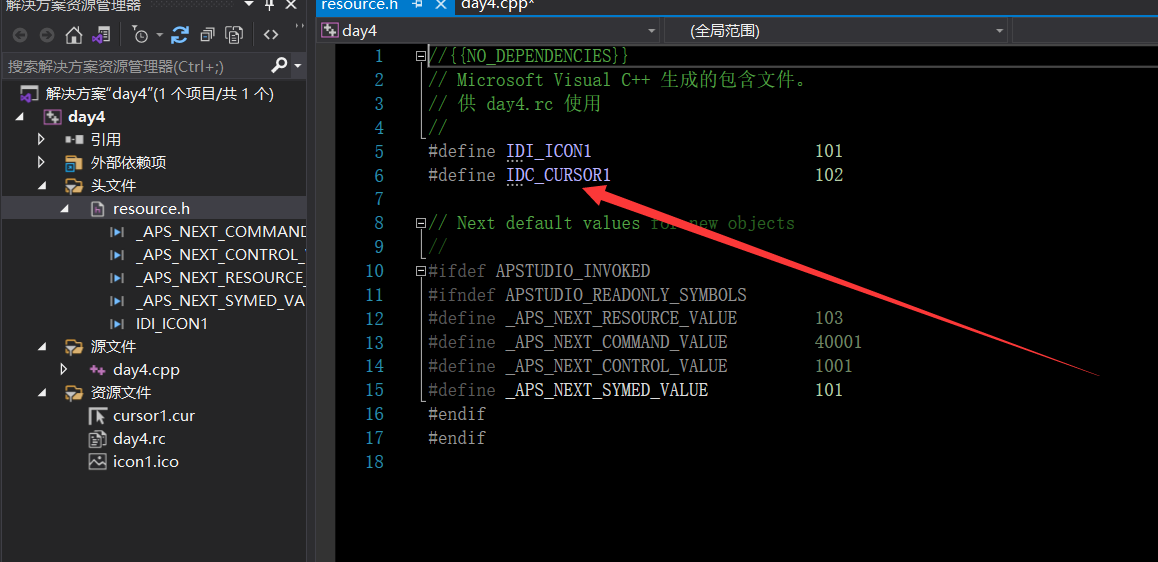 解决方案资源管理器
搜索解决方案资源管理器(Ctrl+;)
解决方案"day4"(1 个项目/共 1 个)
day4
引用
外部依赖项
头文件
resource.h
_APS_NEXT_COMMAND
_APS_NEXT_CONTROL_
_APS_NEXT_RESOURCE_
_APS_NEXT_SYMED_VA
IDI_ICON1
源文件
day4.cpp
资源文件
cursor1.cur
day4.rc
icon1.ico
resource.h day4.cpp*
day4 (全局范围)
1 //{{NO_DEPENDENCIES}}
2 // Microsoft Visual C++ 生成的包含文件。
3 // 供 day4.rc 使用
4 //
5 #define IDI_ICON1 101
6 #define IDC_CURSOR1 102
7
8 // Next default values for new objects
9 //
10 #ifdef APSTUDIO_INVOKED
11 #ifndef APSTUDIO_READONLY_SYMBOLS
12 #define _APS_NEXT_RESOURCE_VALUE 103
13 #define _APS_NEXT_COMMAND_VALUE 40001
14 #define _APS_NEXT_CONTROL_VALUE 1001
15 #define _APS_NEXT_SYMED_VALUE 101
16 #endif
17 #endif
18